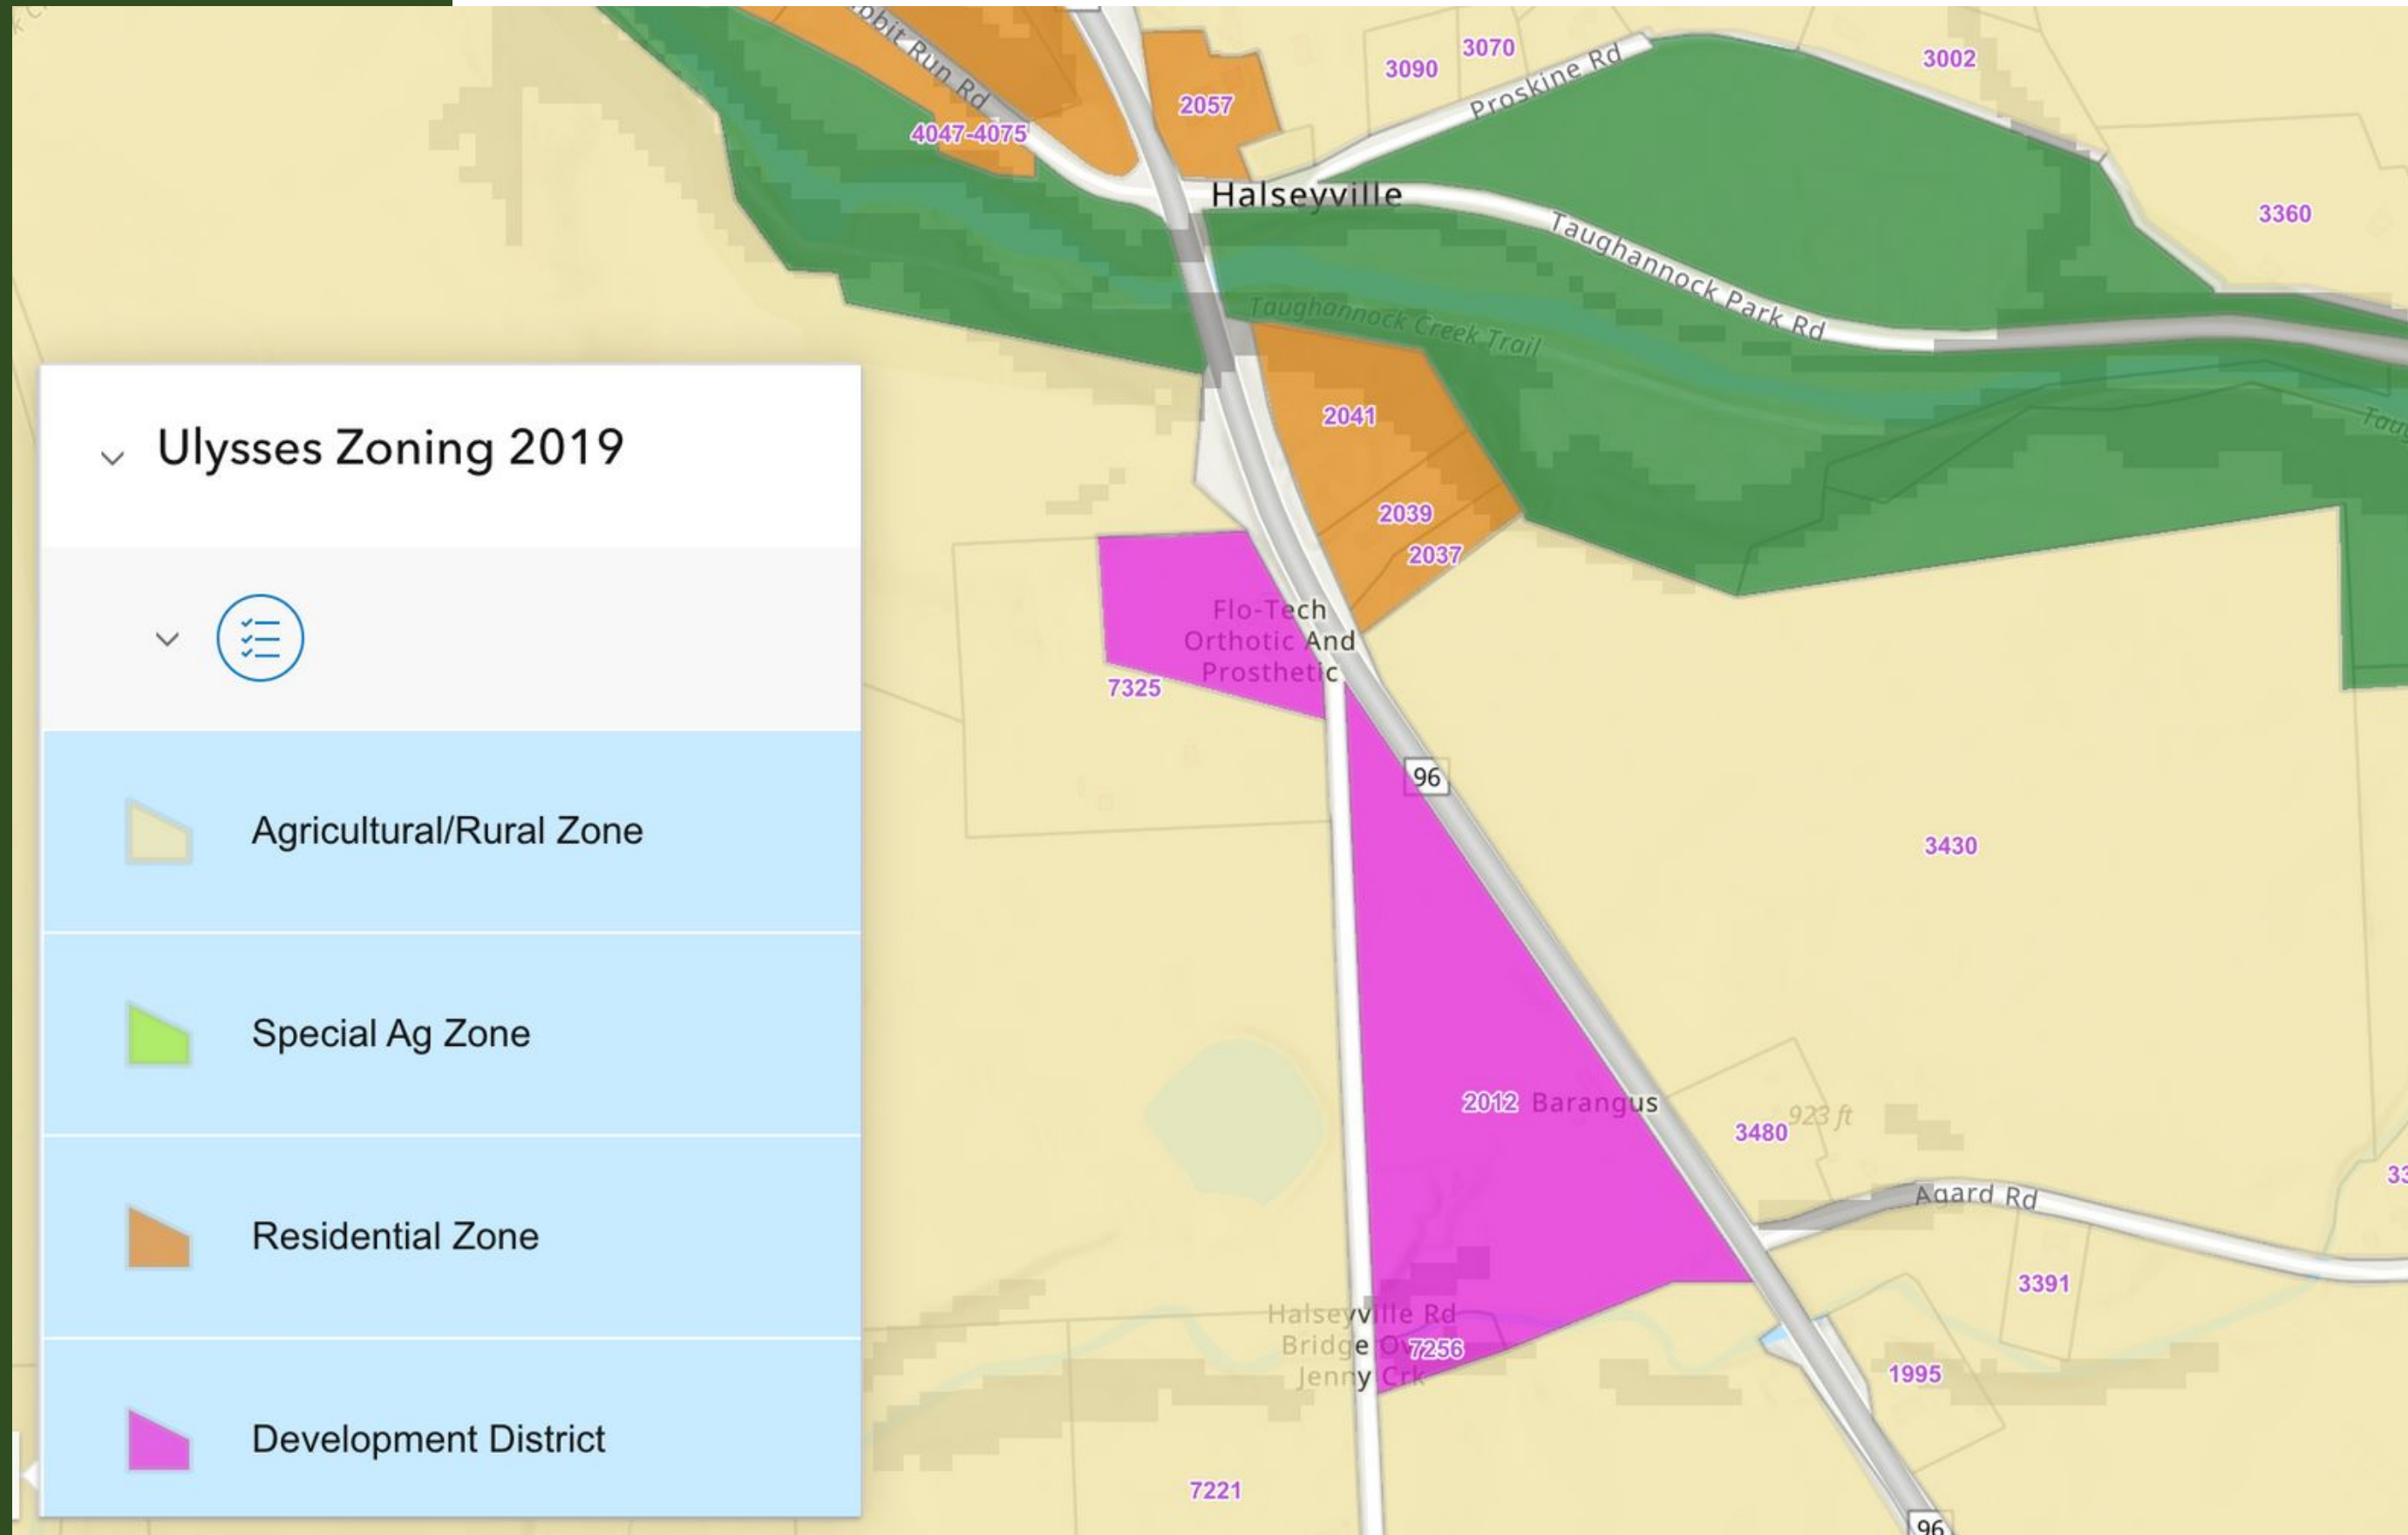 bbit Run Rd
3070
3090
3002
2057
Proskine Rd
4047-4075
Halseyville
3360
Taughannock Park Rd
Taughannock Creek Trail
2041
Ulysses Zoning 2019
2039
2037
Flo-Tech
Orthotic And
Prosthetic
7325
96
Agricultural/Rural Zone
3430
Special Ag Zone
2012
Barangus
923 ft
3480
Agard Rd
Residential Zone
3391
Halseyville Rd
Bridge Ov
Jenny Crk
7256
1995
Development District
7221
96